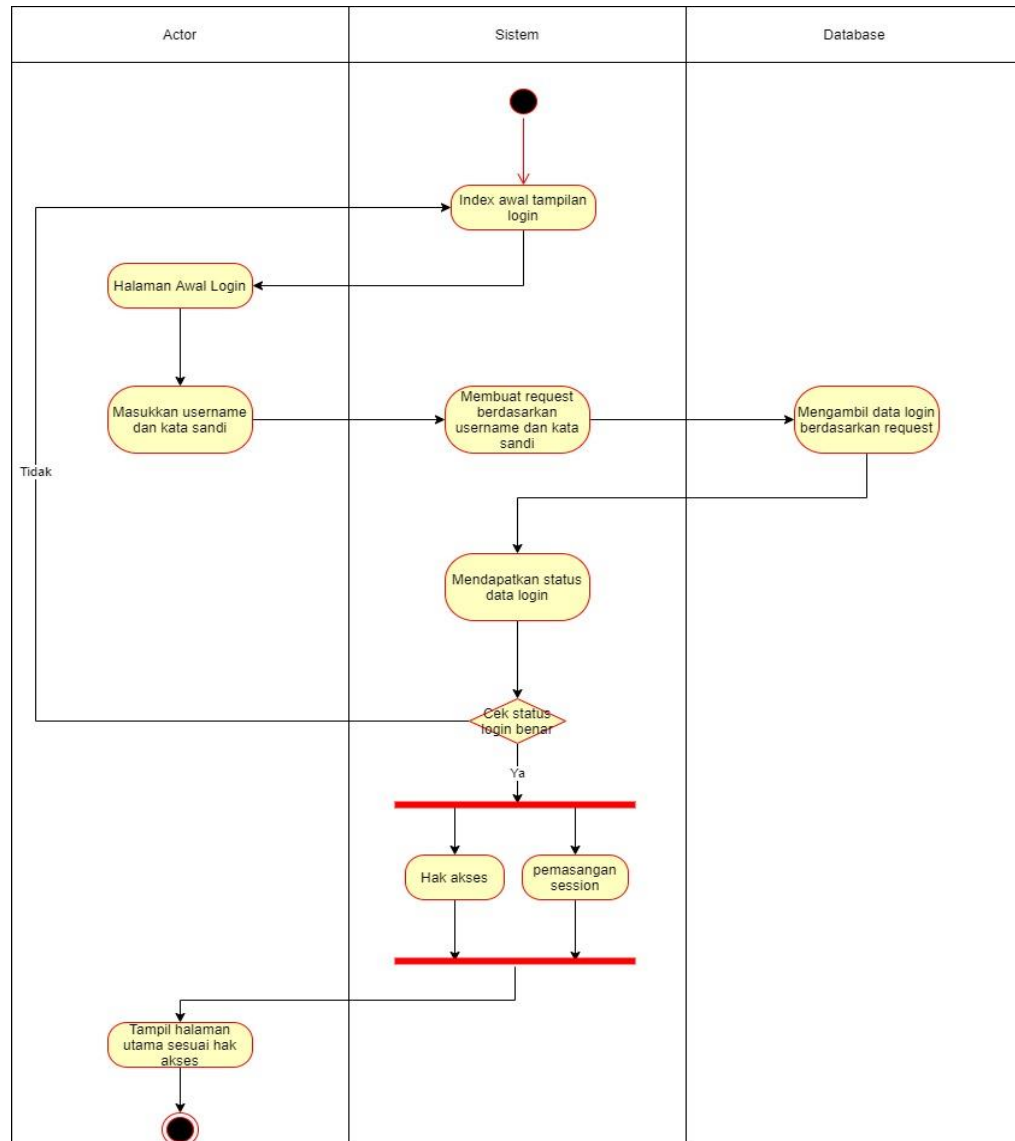 Actor
Sistem
Database
Index awal tampilan
login
Halaman Awal Login
Masukkan username
dan kata sandi
Membuat request
berdasarkan
username dan kata
sandi
Mengambil data login
berdasarkan request
Tidak
Mendapatkan status
data login
Cek status
login benar
Ya
Hak akses
pemasangan
session
Tampil halaman
utama sesuai hak
akses